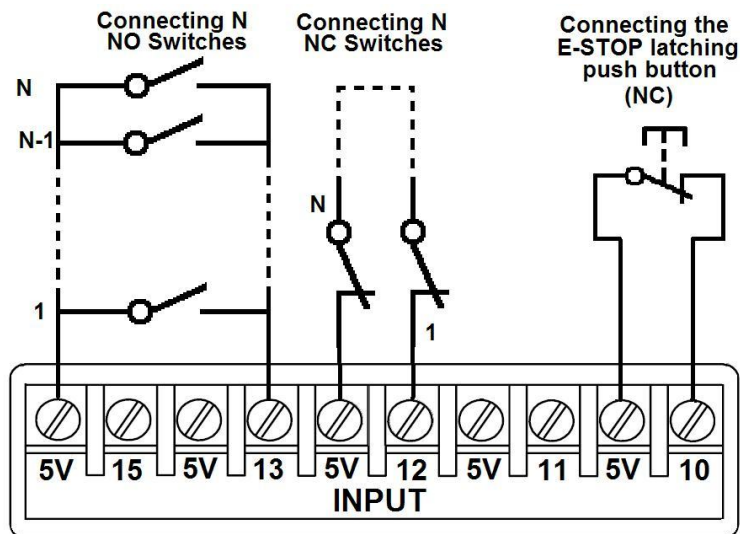 Connecting N
NO Switches
Connecting N
NC Switches
Connecting the
E-STOP latching
push button
(NC)
N
N-1
1
N
1
5V 15 5V 13 5V 12 5V 11 5V 10
INPUT